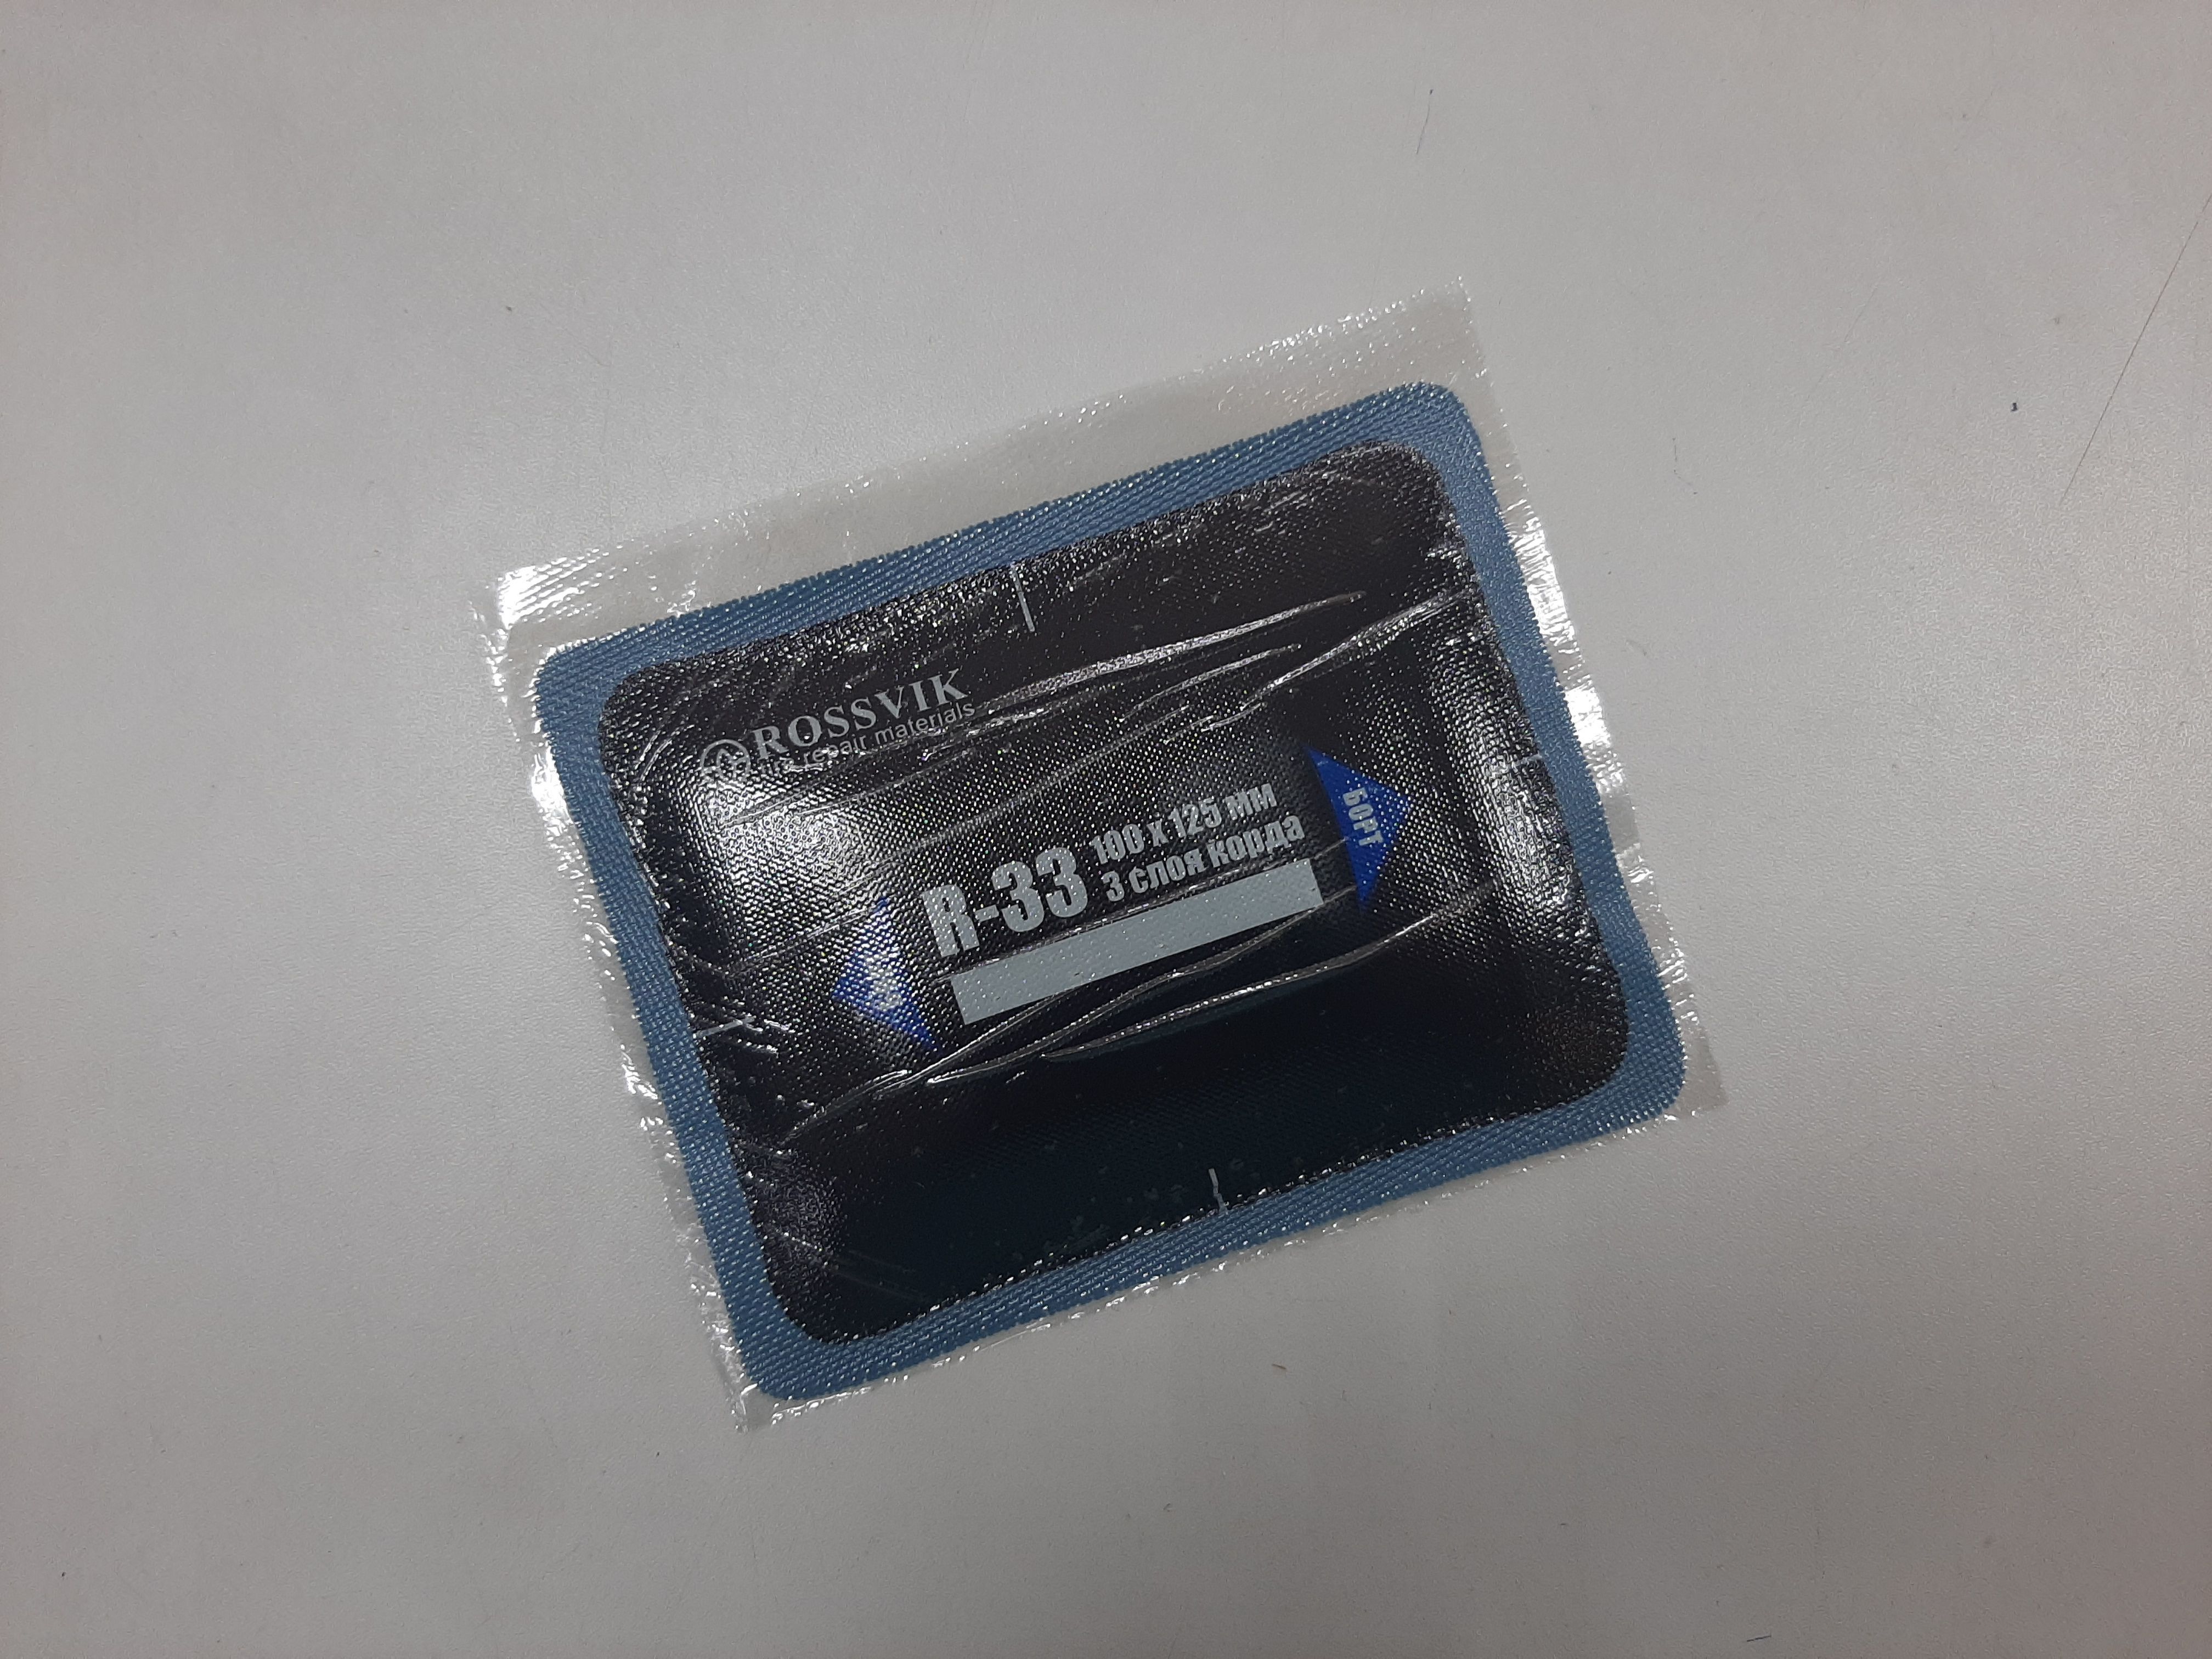 ROSSVIK
tire repair materials
R-33
100 x 125 мм
3 слоя корда
БОРТ